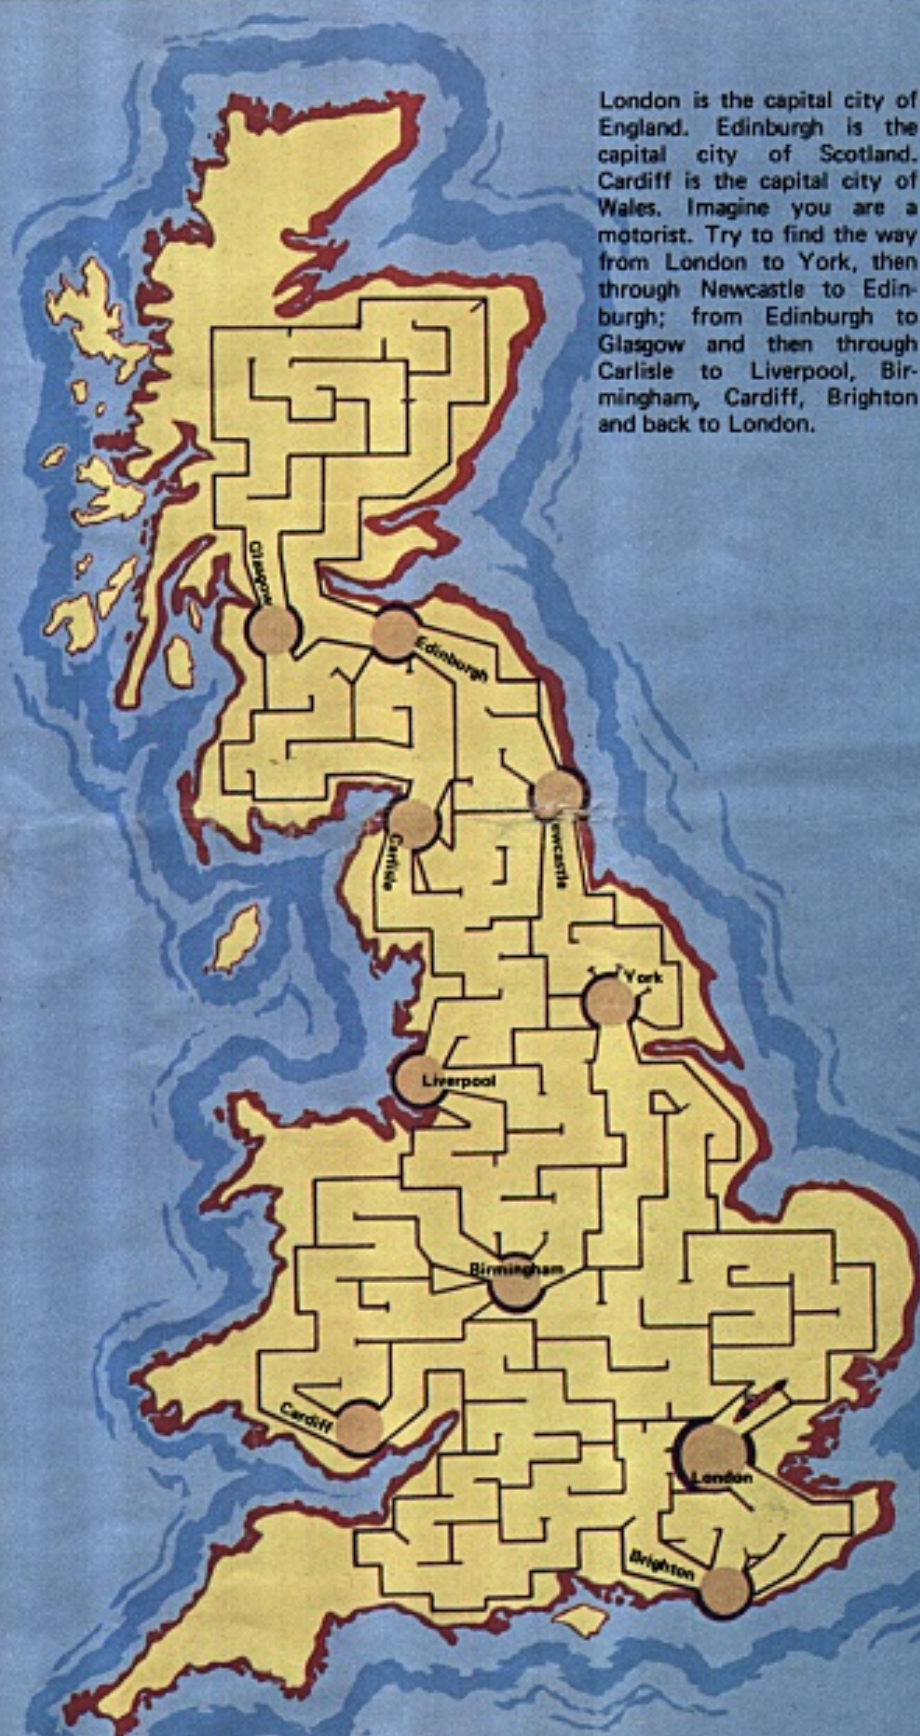 London is the capital city of
England. Edinburgh is the
capital city of Scotland.
Cardiff is the capital city of
Wales. Imagine you are a
motorist. Try to find the way
from London to York, then
through Newcastle to Edin-
burgh; from Edinburgh to
Glasgow and then through
Carlisle to Liverpool, Bir-
mingham, Cardiff, Brighton
and back to London.
Glasgow
Edinburgh
Carlisle
Newcastle
York
Liverpool
Birmingham
Cardiff
London
Brighton